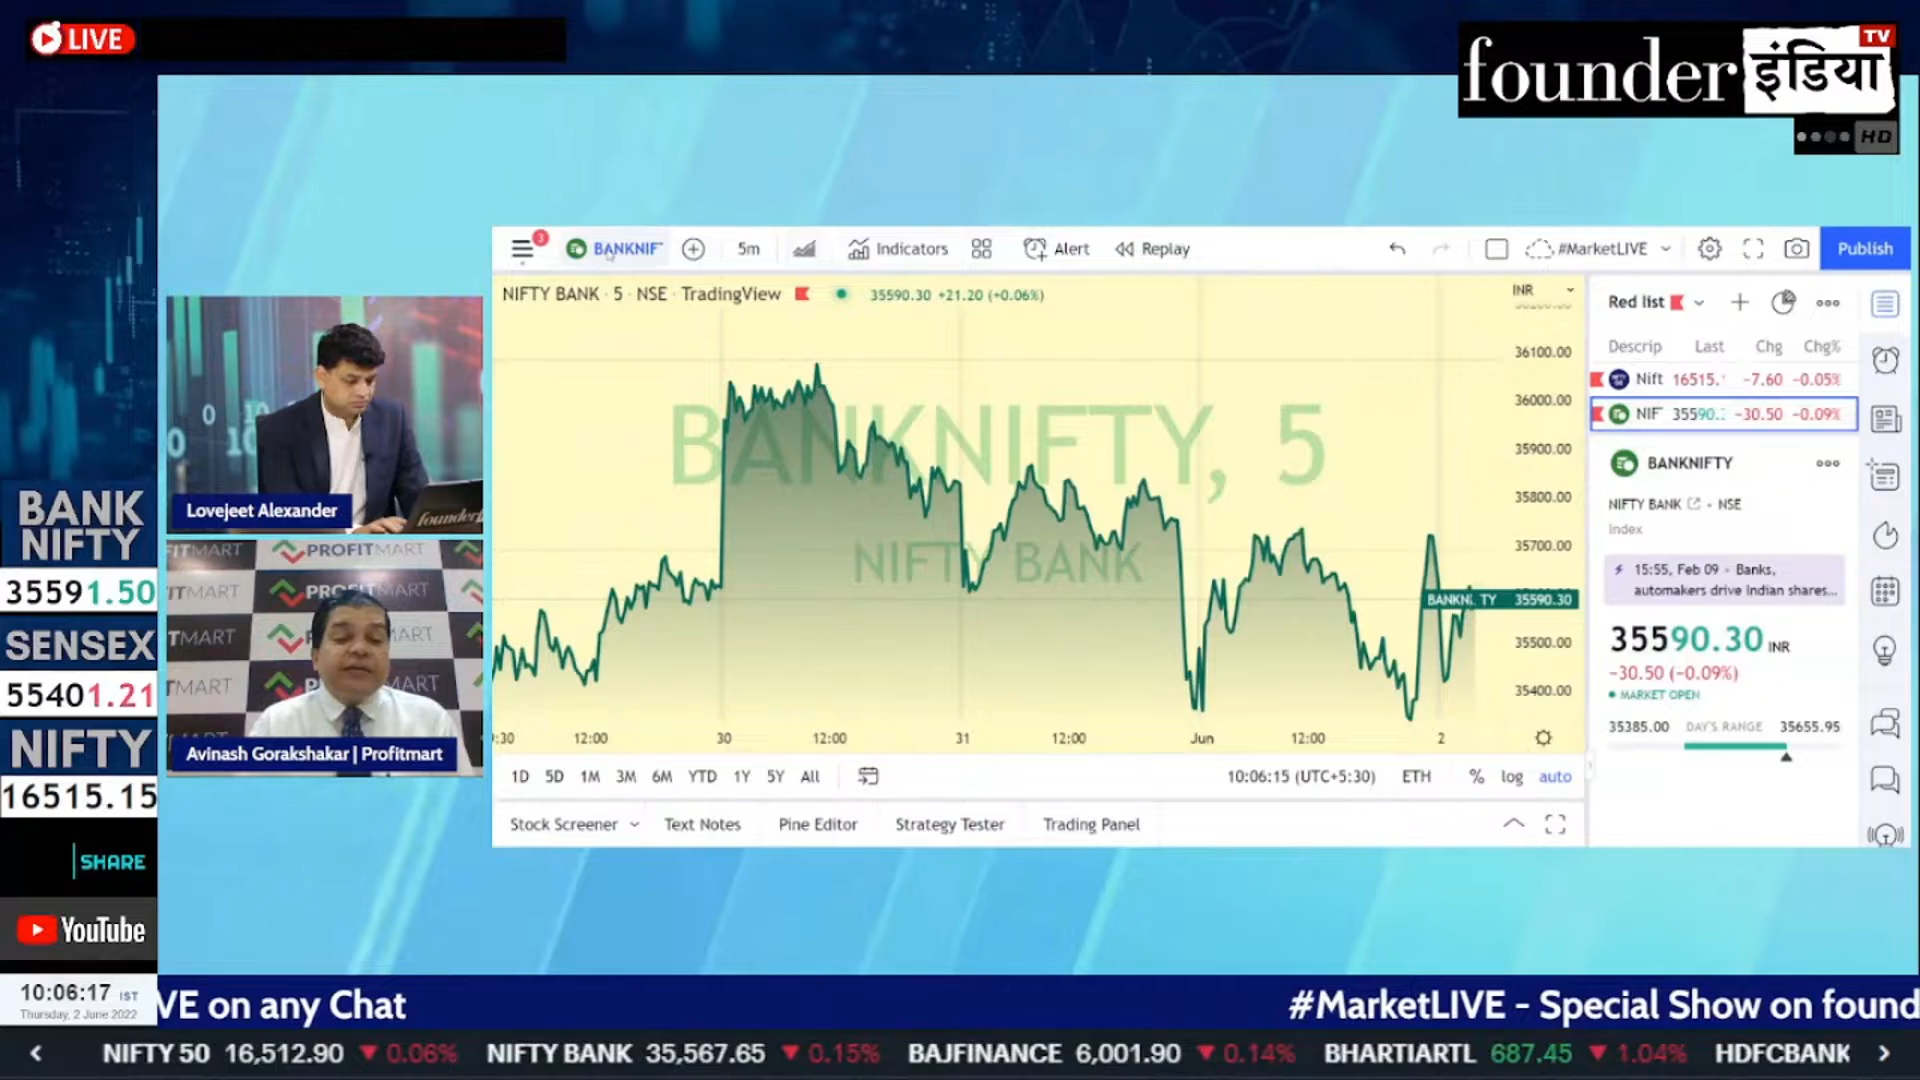 LIVE
founder इंडिया TV
HD
3
BANKNIF
5m
Indicators
Alert
Replay
#MarketLIVE
Publish
NIFTY BANK · 5 · NSE · TradingView
35590.30 +21.20 (+0.06%)
INR
BANKNIFTY, 5
NIFTY BANK
36100.00
36000.00
35900.00
35800.00
35700.00
35590.30
35500.00
35400.00
:30
12:00
30
12:00
31
12:00
Jun
12:00
2
1D 5D 1M 3M 6M YTD 1Y 5Y All
10:06:15 (UTC+5:30) ETH % log auto
Stock Screener
Text Notes
Pine Editor
Strategy Tester
Trading Panel
Red list
Descrip Last Chg Chg%
Nift 16515. -7.60 -0.05%
NIF 35590. -30.50 -0.09%
BANKNIFTY
NIFTY BANK · NSE
Index
15:55, Feb 09 · Banks,
automakers drive Indian shares...
35590.30 INR
-30.50 (-0.09%)
MARKET OPEN
35385.00 DAY'S RANGE 35655.95
Lovejeet Alexander
founder
PROFITMART
Avinash Gorakshakar | Profitmart
BANK
NIFTY
35591.50
SENSEX
55401.21
NIFTY
16515.15
SHARE
YouTube
10:06:17 IST
Thursday, 2 June 2022
VE on any Chat
#MarketLIVE - Special Show on found
NIFTY 50 16,512.90 ▼ 0.06% NIFTY BANK 35,567.65 ▼ 0.15% BAJFINANCE 6,001.90 ▼ 0.14% BHARTIARTL 687.45 ▼ 1.04% HDFCBANK